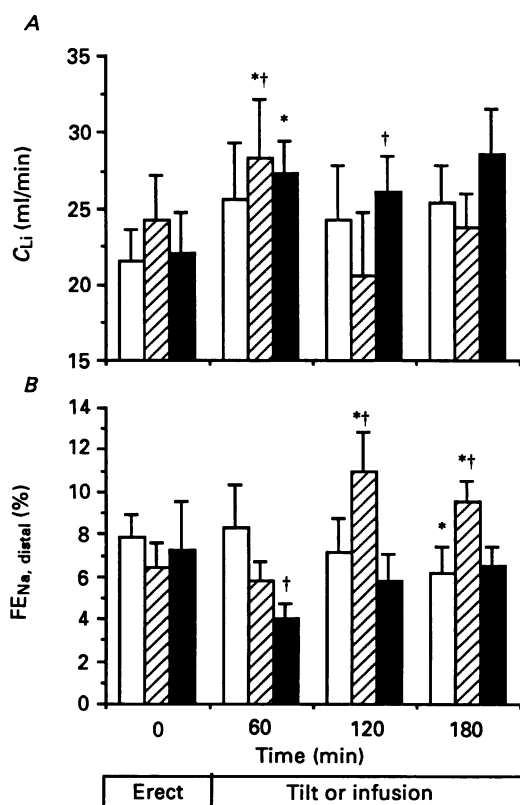 A
35
*†
30
*
†
25
20
15
C_Li (ml/min)
B
14
12
*†
*†
10
8
*
6
†
4
2
0
FE_Na, distal (%)
0 60 120 180
Time (min)
Erect Tilt or infusion